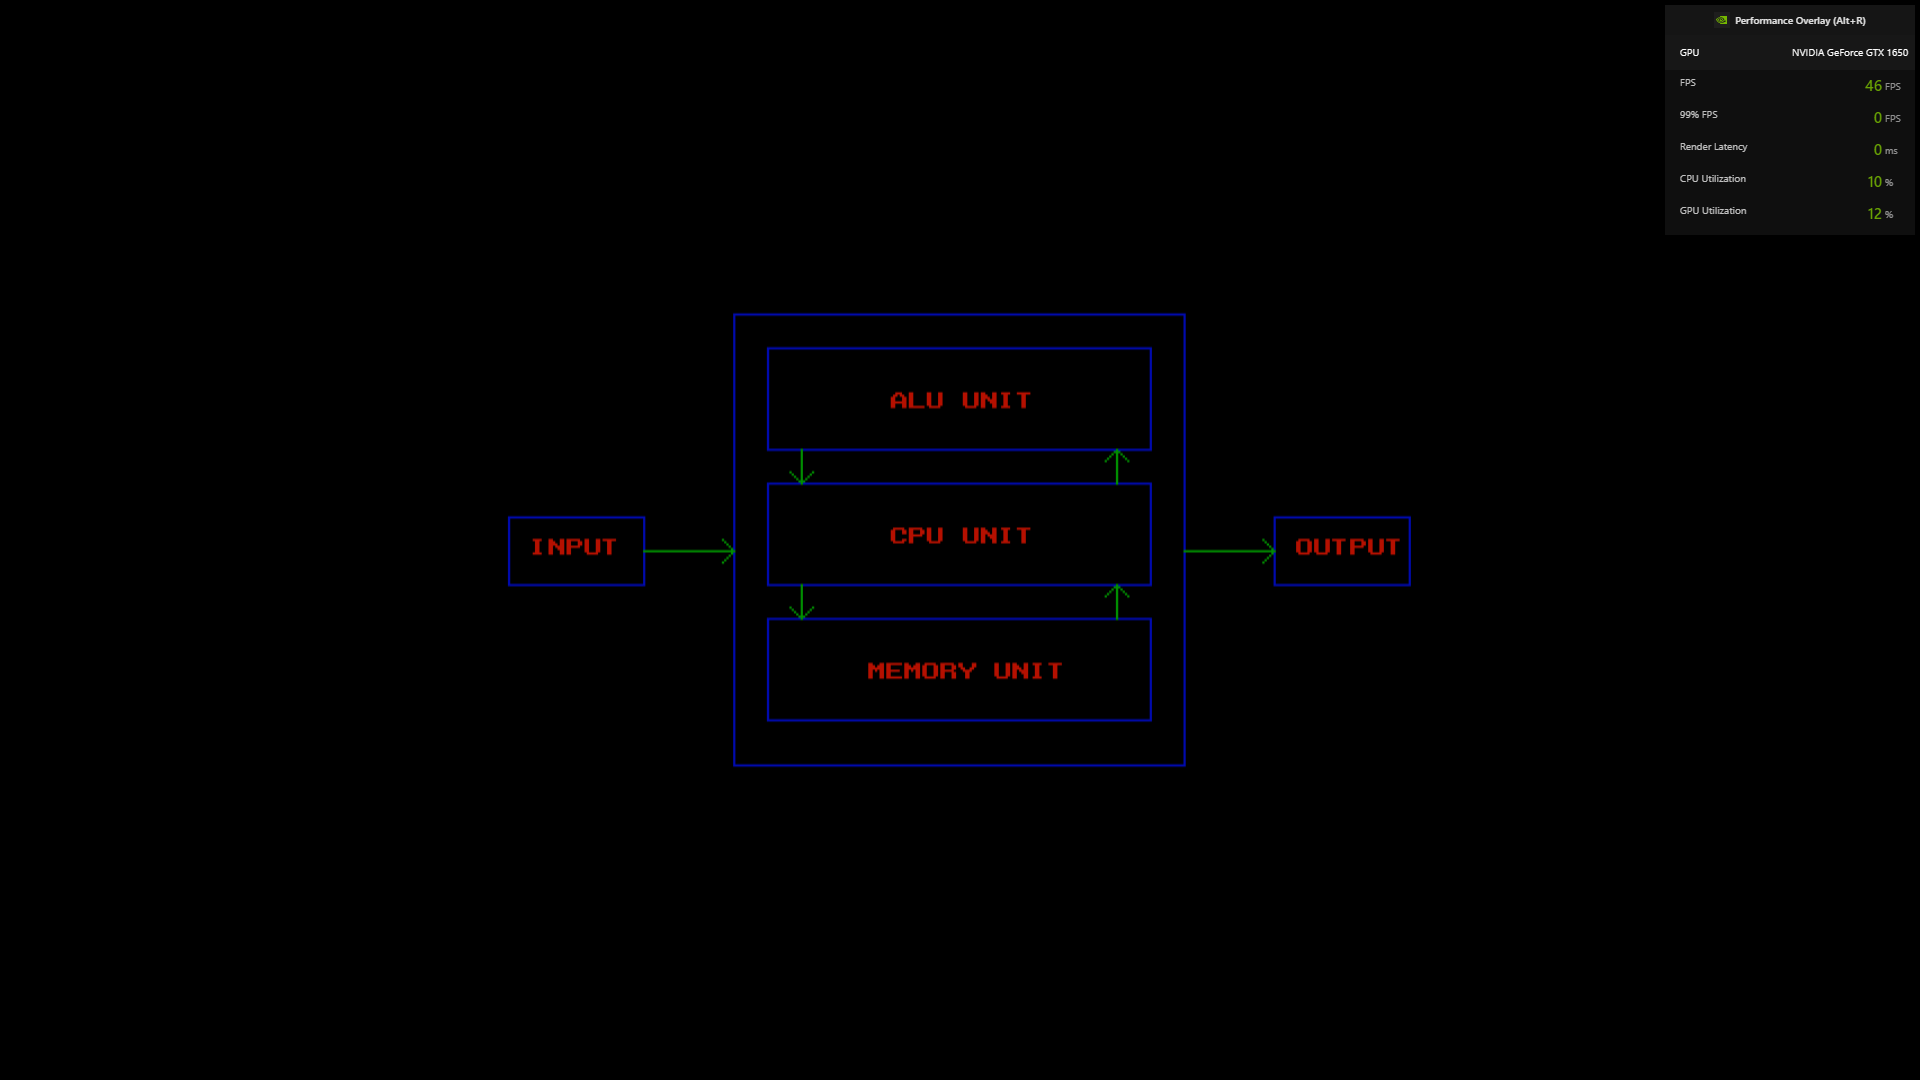 Performance Overlay (Alt+R)
GPU NVIDIA GeForce GTX 1650
FPS 46 FPS
99% FPS 0 FPS
Render Latency 0 ms
CPU Utilization 10 %
GPU Utilization 12 %
ALU UNIT
CPU UNIT
INPUT
OUTPUT
MEMORY UNIT